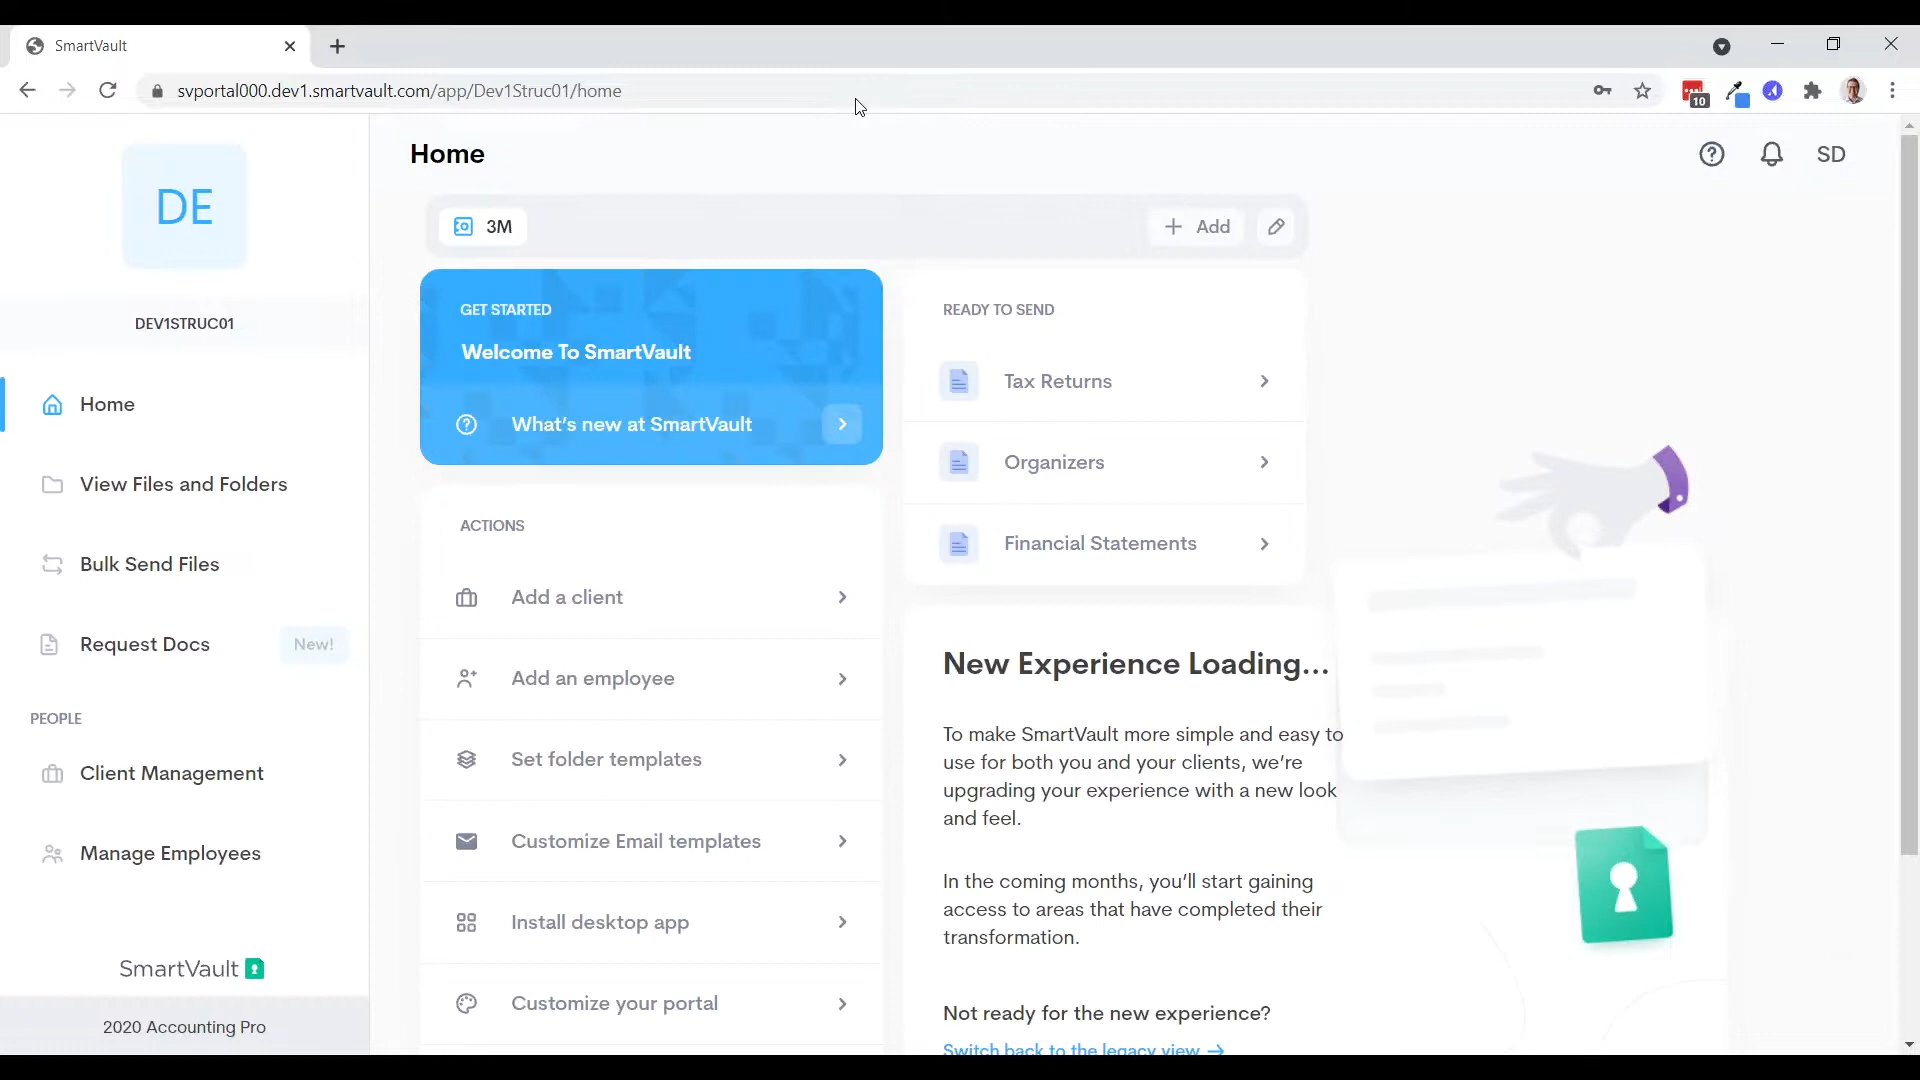 SmartVault
svportal000.dev1.smartvault.com/app/Dev1Struc01/home
10
DE
DEV1STRUC01
Home
View Files and Folders
Bulk Send Files
Request Docs New!
PEOPLE
Client Management
Manage Employees
SmartVault
2020 Accounting Pro
Home
SD
3M
Add
GET STARTED
Welcome To SmartVault
What's new at SmartVault
ACTIONS
Add a client
Add an employee
Set folder templates
Customize Email templates
Install desktop app
Customize your portal
READY TO SEND
Tax Returns
Organizers
Financial Statements
New Experience Loading...
To make SmartVault more simple and easy to
use for both you and your clients, we're
upgrading your experience with a new look
and feel.
In the coming months, you'll start gaining
access to areas that have completed their
transformation.
Not ready for the new experience?
Switch back to the legacy view →